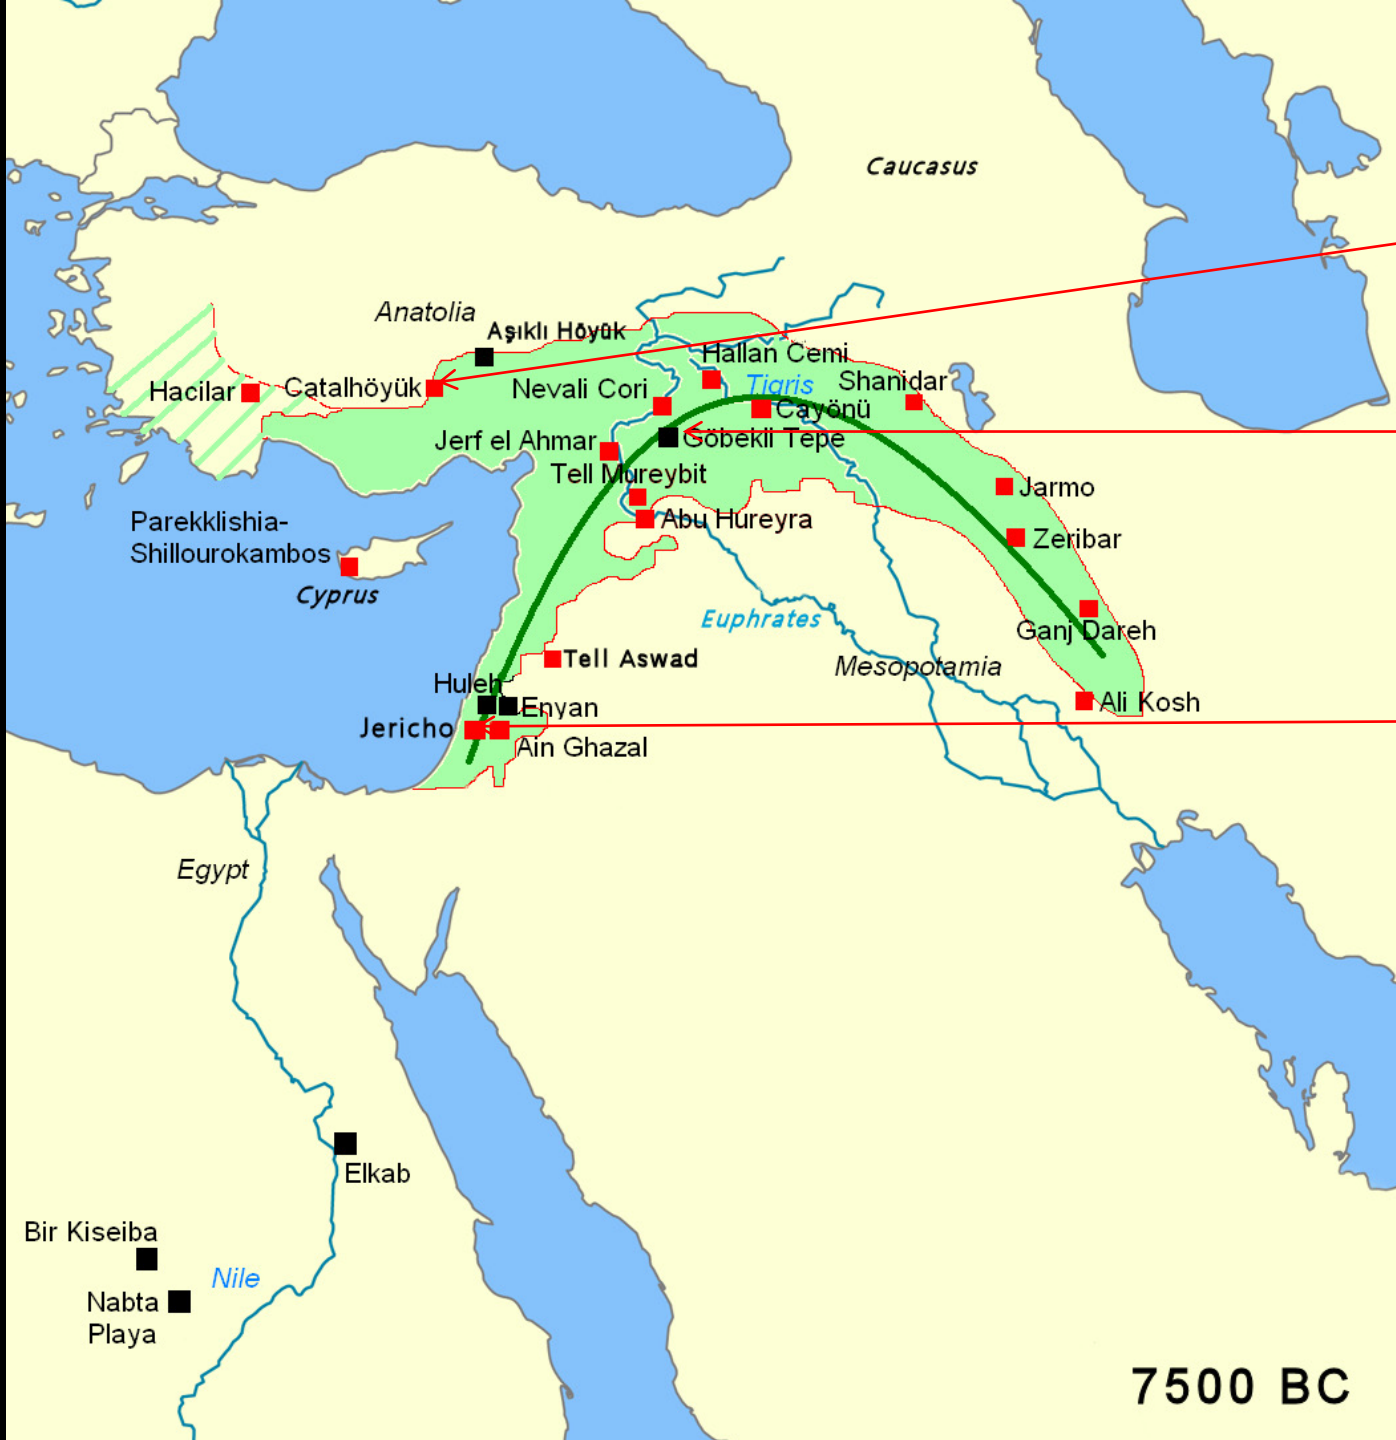 Caucasus
Anatolia
Aşıklı Höyük
Hallan Cemi
Tigris
Shanidar
Hacilar
Catalhöyük
Nevali Cori
Cayönü
Jerf el Ahmar
Göbekli Tepe
Tell Mureybit
Jarmo
Parekklishia-
Shillourokambos
Abu Hureyra
Zeribar
Cyprus
Euphrates
Ganj Dareh
Tell Aswad
Mesopotamia
Huleh
Enyan
Ali Kosh
Jericho
Ain Ghazal
Egypt
Elkab
Bir Kiseiba
Nile
Nabta
Playa
7500 BC